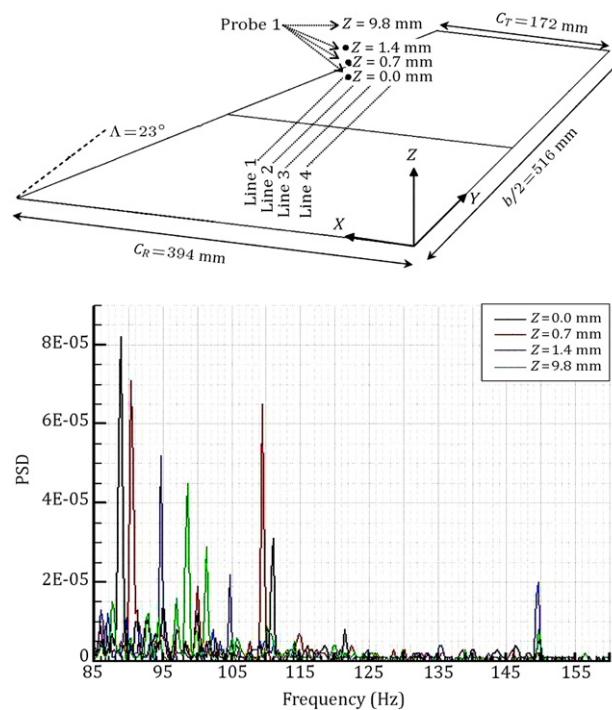 C_T=172 mm
Probe 1
Z = 9.8 mm
Z = 1.4 mm
Z = 0.7 mm
Z = 0.0 mm
Λ=23°
Line 1
Line 2
Line 3
Line 4
Z
Y
X
b/2=516 mm
C_R=394 mm
Z=0.0 mm
Z=0.7 mm
Z=1.4 mm
Z=9.8 mm
PSD
8E-05
6E-05
4E-05
2E-05
0
85 95 105 115 125 135 145 155
Frequency (Hz)